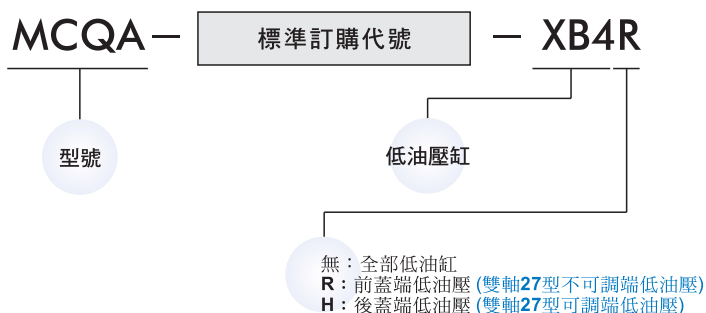 MCQA — 標準訂購代號 — XB4R
型號
低油壓缸
無：全部低油缸
R：前蓋端低油壓 (雙軸27型不可調端低油壓)
H：後蓋端低油壓 (雙軸27型可調端低油壓)